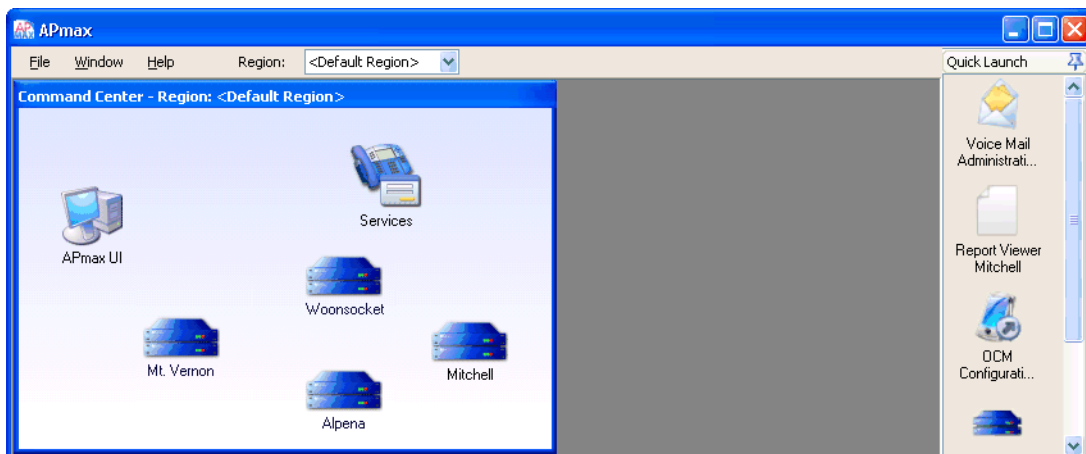 APmax
File Window Help Region: <Default Region>
Quick Launch
Command Center - Region: <Default Region>
Services
APmax UI
Woonsocket
Mt. Vernon
Mitchell
Alpena
Voice Mail
Administrati...
Report Viewer
Mitchell
OCM
Configurati...